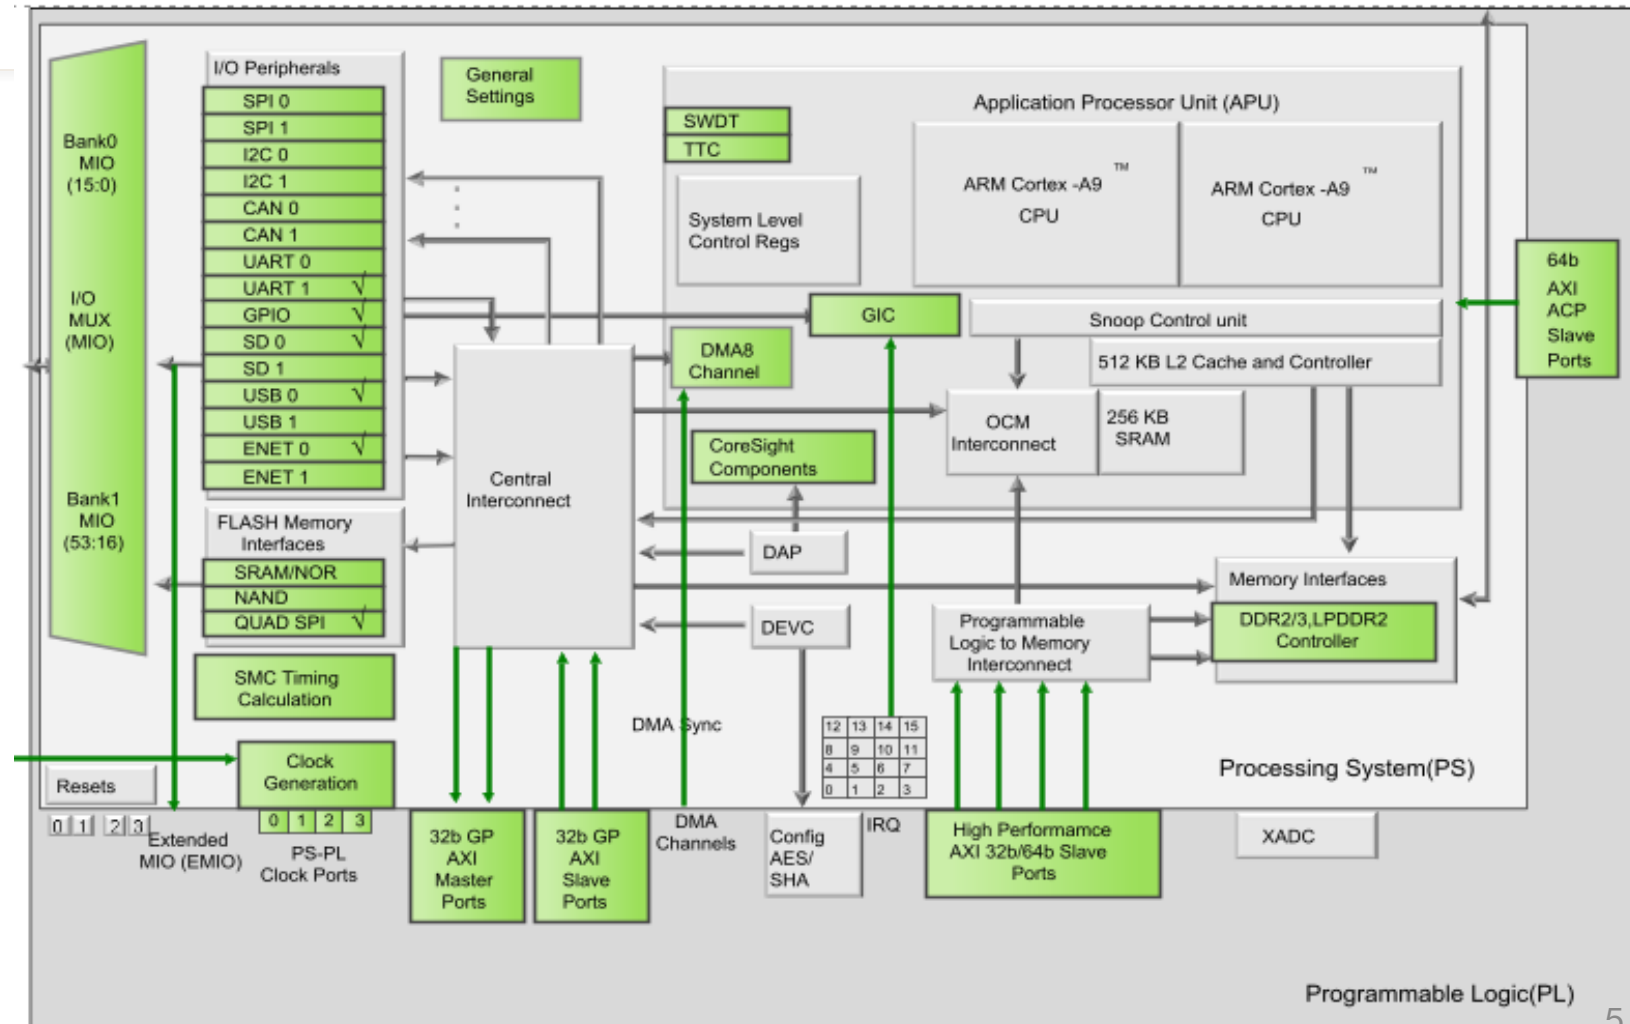 I/O Peripherals
SPI 0
SPI 1
I2C 0
I2C 1
CAN 0
CAN 1
UART 0
UART 1 √
GPIO √
SD 0 √
SD 1
USB 0 √
USB 1
ENET 0 √
ENET 1
Bank0
MIO
(15:0)
I/O
MUX
(MIO)
Bank1
MIO
(53:16)
FLASH Memory
Interfaces
SRAM/NOR
NAND
QUAD SPI √
SMC Timing
Calculation
Clock
Generation
0 1 2 3
PS-PL
Clock Ports
Resets
0 1 2 3
Extended
MIO (EMIO)
General
Settings
Central
Interconnect
32b GP
AXI
Master
Ports
32b GP
AXI
Slave
Ports
Application Processor Unit (APU)
SWDT
TTC
System Level
Control Regs
ARM Cortex -A9 ™
CPU
ARM Cortex -A9 ™
CPU
GIC
Snoop Control unit
DMA8
Channel
512 KB L2 Cache and Controller
OCM
Interconnect
256 KB
SRAM
CoreSight
Components
DAP
DEVC
DMA Sync
DMA
Channels
Config
AES/
SHA
12 13 14 15
8 9 10 11
4 5 6 7
0 1 2 3
IRQ
Programmable
Logic to Memory
Interconnect
Memory Interfaces
DDR2/3,LPDDR2
Controller
High Performamce
AXI 32b/64b Slave
Ports
64b
AXI
ACP
Slave
Ports
Processing System(PS)
XADC
Programmable Logic(PL)
5